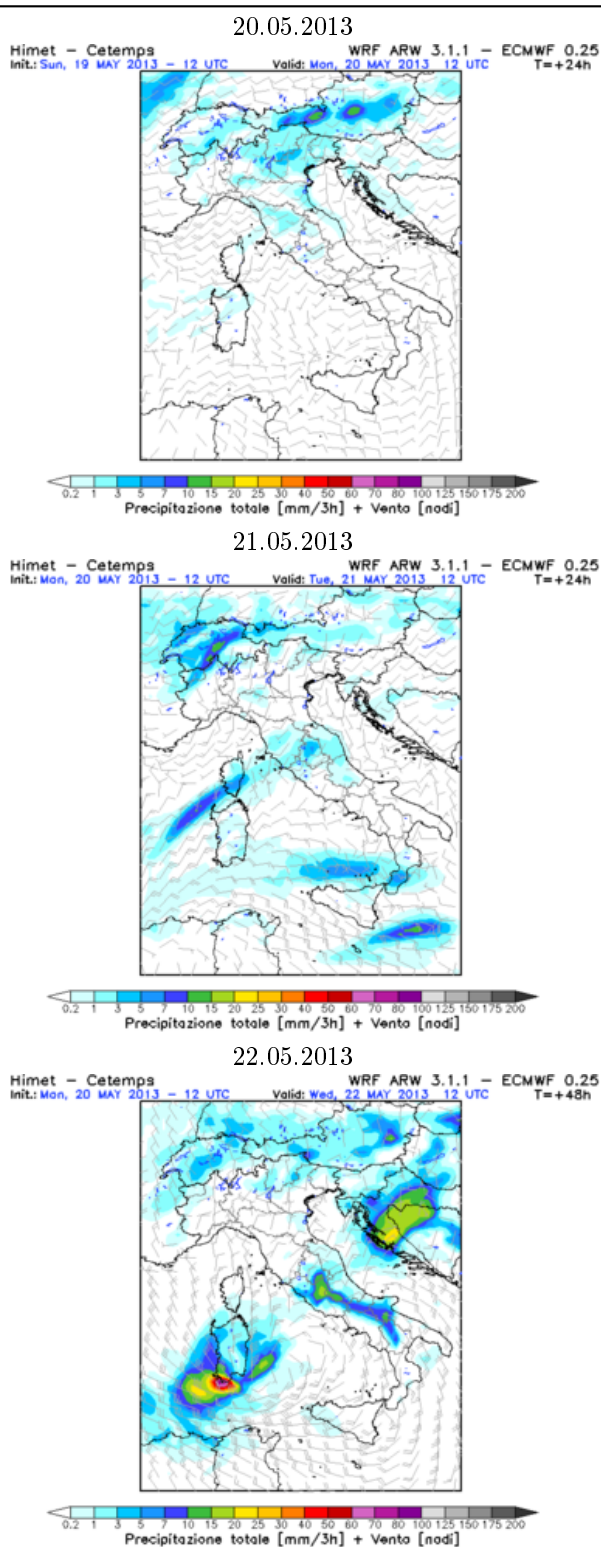 20.05.2013
Himet – Cetemps WRF ARW 3.1.1 – ECMWF 0.25
Init.: Sun, 19 MAY 2013 – 12 UTC Valid: Mon, 20 MAY 2013 12 UTC T=+24h
0.2 1 3 5 7 10 15 20 25 30 40 50 60 70 80 100 125 150 175 200
Precipitazione totale [mm/3h] + Vento [nodi]
21.05.2013
Himet – Cetemps WRF ARW 3.1.1 – ECMWF 0.25
Init.: Mon, 20 MAY 2013 – 12 UTC Valid: Tue, 21 MAY 2013 12 UTC T=+24h
0.2 1 3 5 7 10 15 20 25 30 40 50 60 70 80 100 125 150 175 200
Precipitazione totale [mm/3h] + Vento [nodi]
22.05.2013
Himet – Cetemps WRF ARW 3.1.1 – ECMWF 0.25
Init.: Mon, 20 MAY 2013 – 12 UTC Valid: Wed, 22 MAY 2013 12 UTC T=+48h
0.2 1 3 5 7 10 15 20 25 30 40 50 60 70 80 100 125 150 175 200
Precipitazione totale [mm/3h] + Vento [nodi]